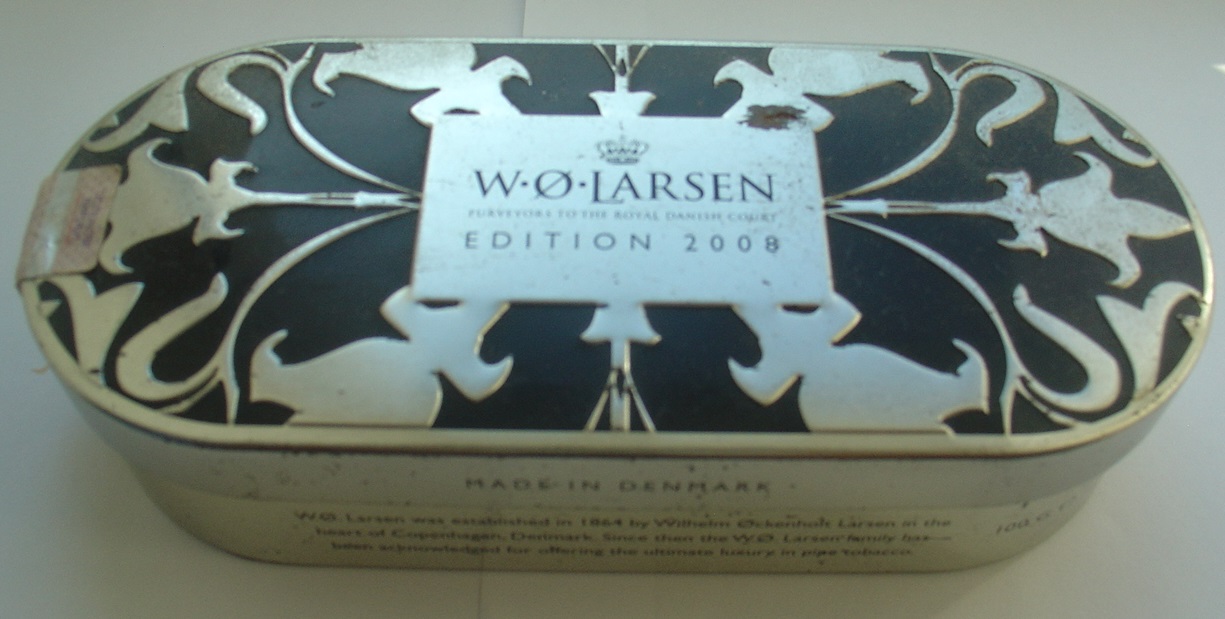 W·Ø·LARSEN
PURVEYORS TO THE ROYAL DANISH COURT
EDITION 2008
MADE IN DENMARK
W.Ø. Larsen was established in 1864 by Wilhelm Øckenholt Larsen in the
heart of Copenhagen, Denmark. Since then the W.Ø. Larsen family has
been acknowledged for offering the ultimate luxury in pipe tobacco.
100 G